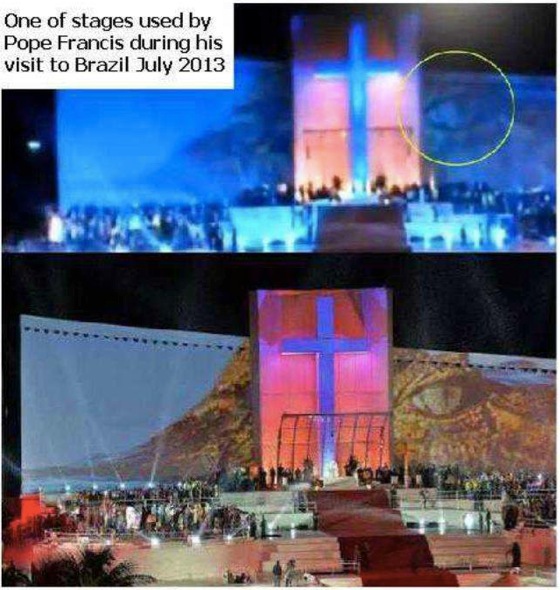 One of stages used by
Pope Francis during his
visit to Brazil July 2013